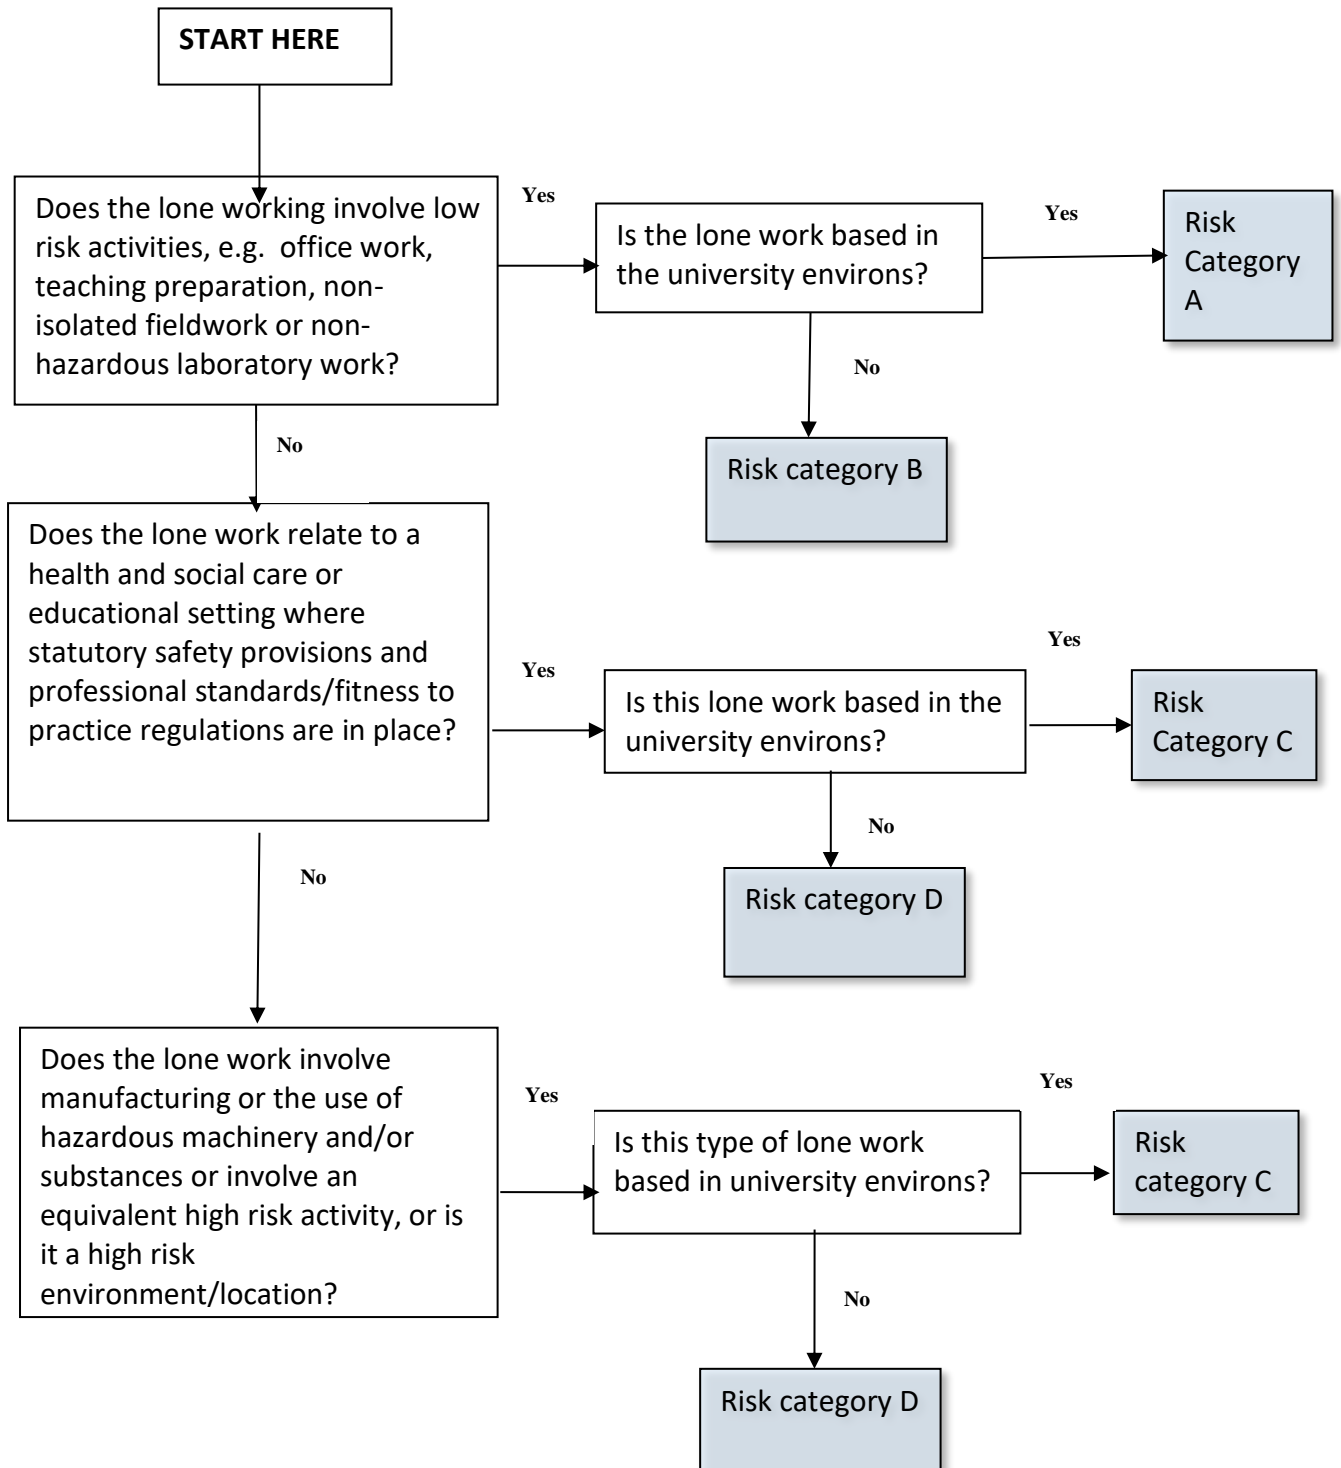 START HERE
Does the lone working involve low
risk activities, e.g. office work,
teaching preparation, non-
isolated fieldwork or non-
hazardous laboratory work?
Yes
Is the lone work based in
the university environs?
Yes
Risk
Category
A
No
Risk category B
No
Does the lone work relate to a
health and social care or
educational setting where
statutory safety provisions and
professional standards/fitness to
practice regulations are in place?
Yes
Is this lone work based in the
university environs?
Yes
Risk
Category C
No
Risk category D
No
Does the lone work involve
manufacturing or the use of
hazardous machinery and/or
substances or involve an
equivalent high risk activity, or is
it a high risk
environment/location?
Yes
Is this type of lone work
based in university environs?
Yes
Risk
category C
No
Risk category D